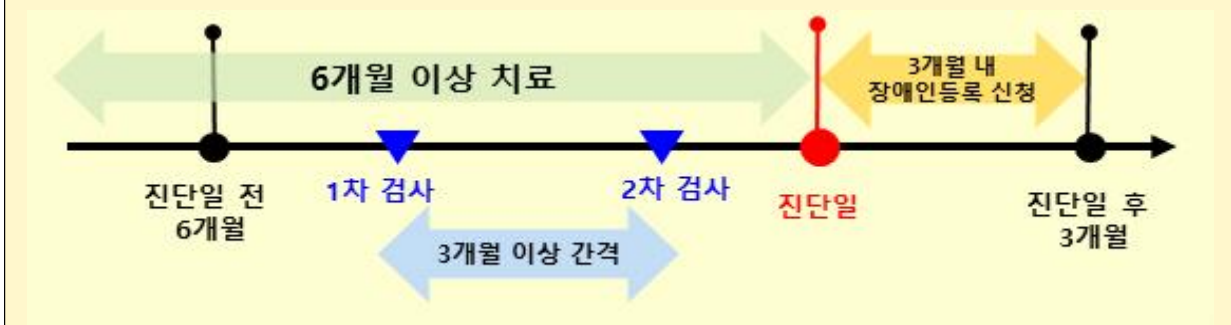 6개월 이상 치료
3개월 내
장애인등록 신청
진단일 전
6개월
1차 검사
2차 검사
진단일
진단일 후
3개월
3개월 이상 간격